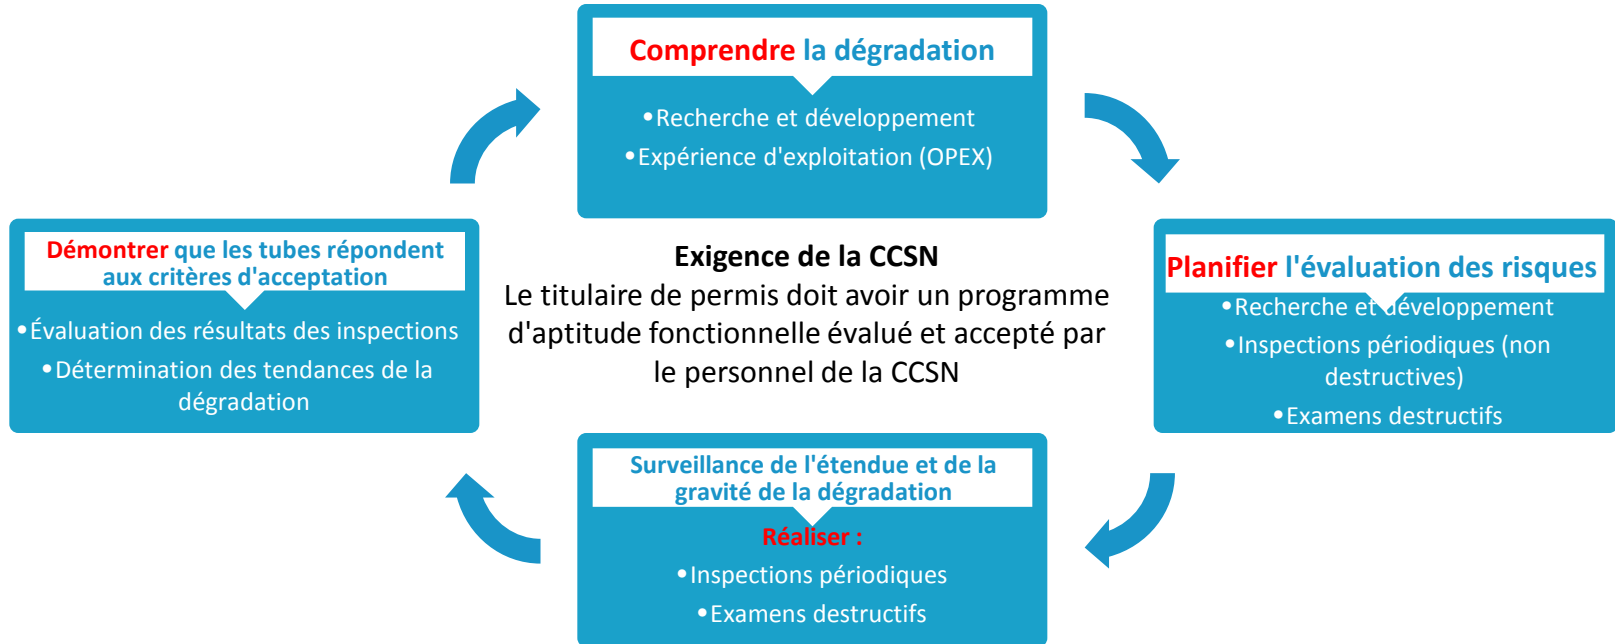 Comprendre la dégradation
•Recherche et développement
•Expérience d'exploitation (OPEX)
Démontrer que les tubes répondent
aux critères d'acceptation
•Évaluation des résultats des inspections
•Détermination des tendances de la
dégradation
Exigence de la CCSN
Le titulaire de permis doit avoir un programme
d'aptitude fonctionnelle évalué et accepté par
le personnel de la CCSN
Planifier l'évaluation des risques
•Recherche et développement
•Inspections périodiques (non
destructives)
•Examens destructifs
Surveillance de l'étendue et de la
gravité de la dégradation
Réaliser :
•Inspections périodiques
•Examens destructifs